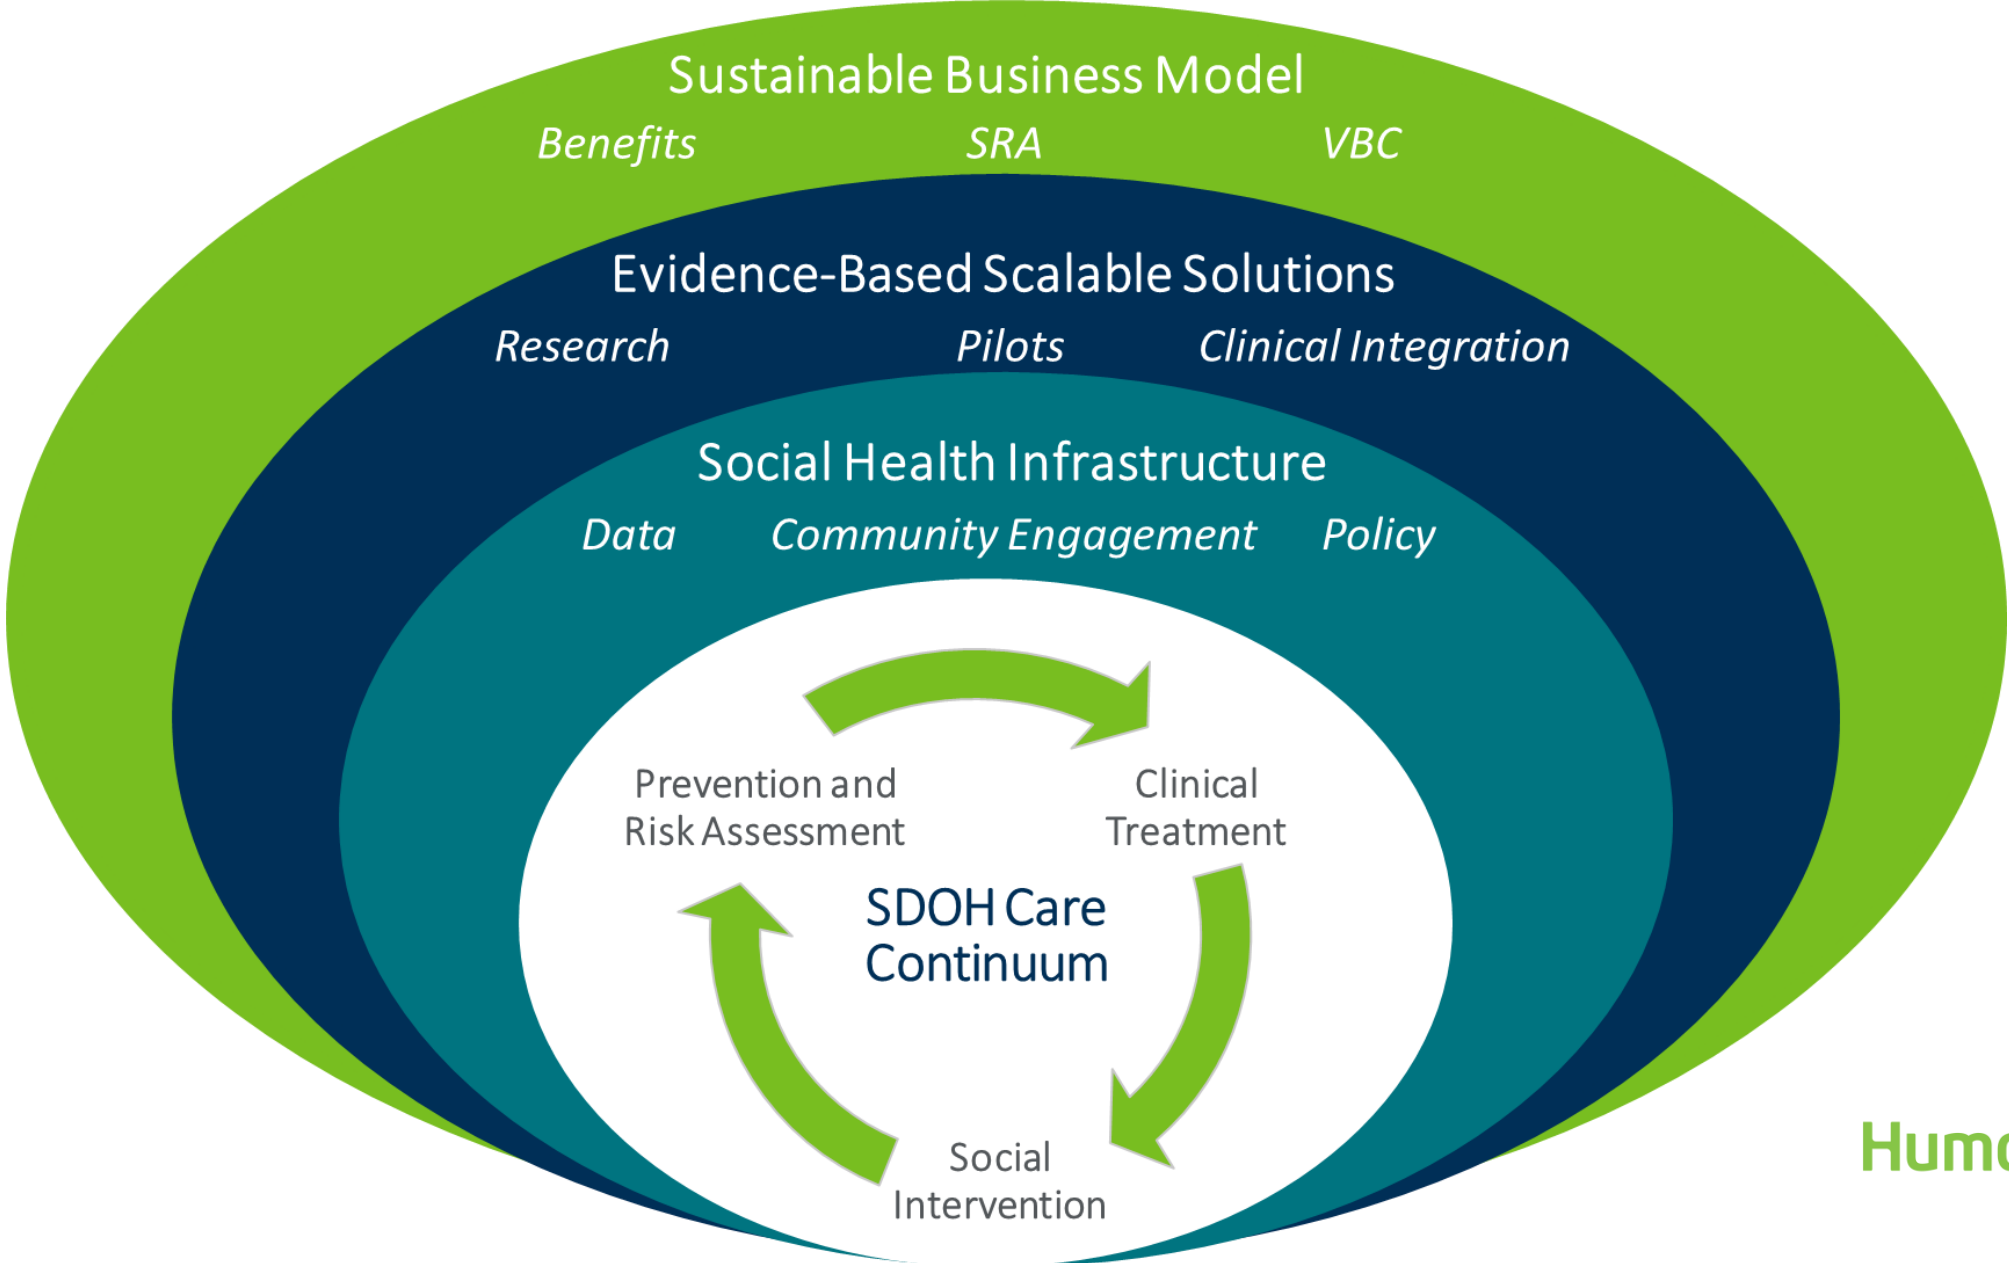 Sustainable Business Model
Benefits SRA VBC
Evidence-Based Scalable Solutions
Research Pilots Clinical Integration
Social Health Infrastructure
Data Community Engagement Policy
Prevention and
Risk Assessment
Clinical
Treatment
SDOH Care
Continuum
Social
Intervention